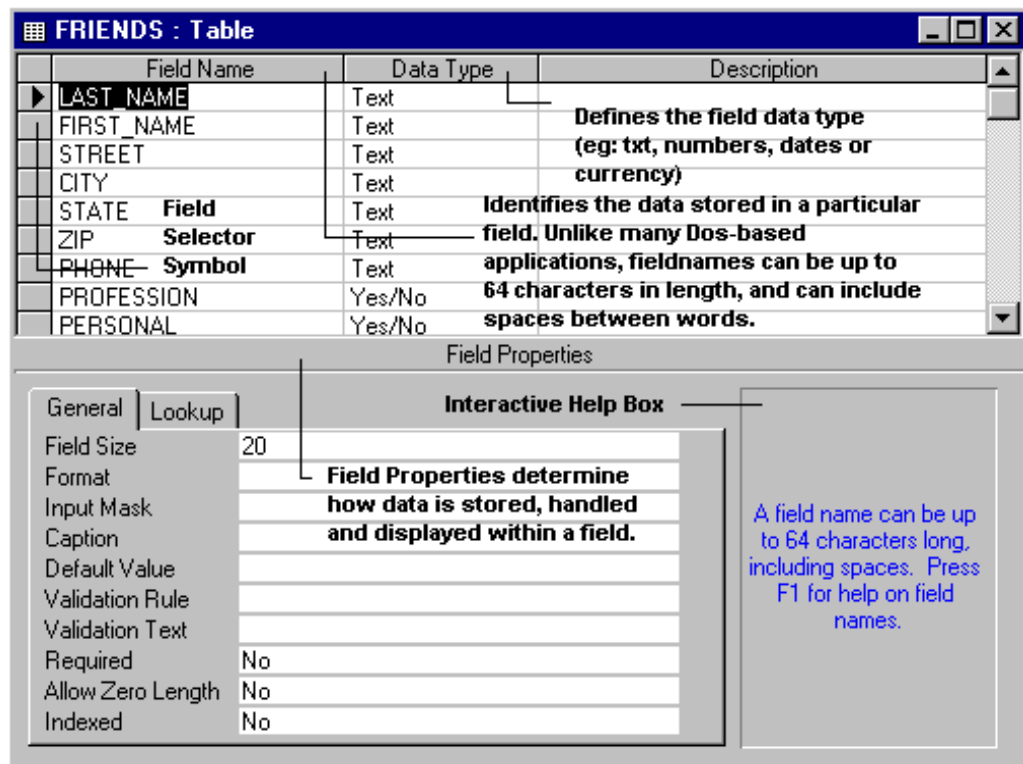 FRIENDS : Table
Field Name Data Type Description
LAST_NAME Text
FIRST_NAME Text
STREET Text
CITY Text
STATE Text
ZIP Text
PHONE Text
PROFESSION Yes/No
PERSONAL Yes/No
Defines the field data type
(eg: txt, numbers, dates or
currency)
Field
Selector
Symbol
Identifies the data stored in a particular
field. Unlike many Dos-based
applications, fieldnames can be up to
64 characters in length, and can include
spaces between words.
Field Properties
General Lookup
Interactive Help Box
Field Size 20
Format
Input Mask
Caption
Default Value
Validation Rule
Validation Text
Required No
Allow Zero Length No
Indexed No
Field Properties determine
how data is stored, handled
and displayed within a field.
A field name can be up
to 64 characters long,
including spaces. Press
F1 for help on field
names.